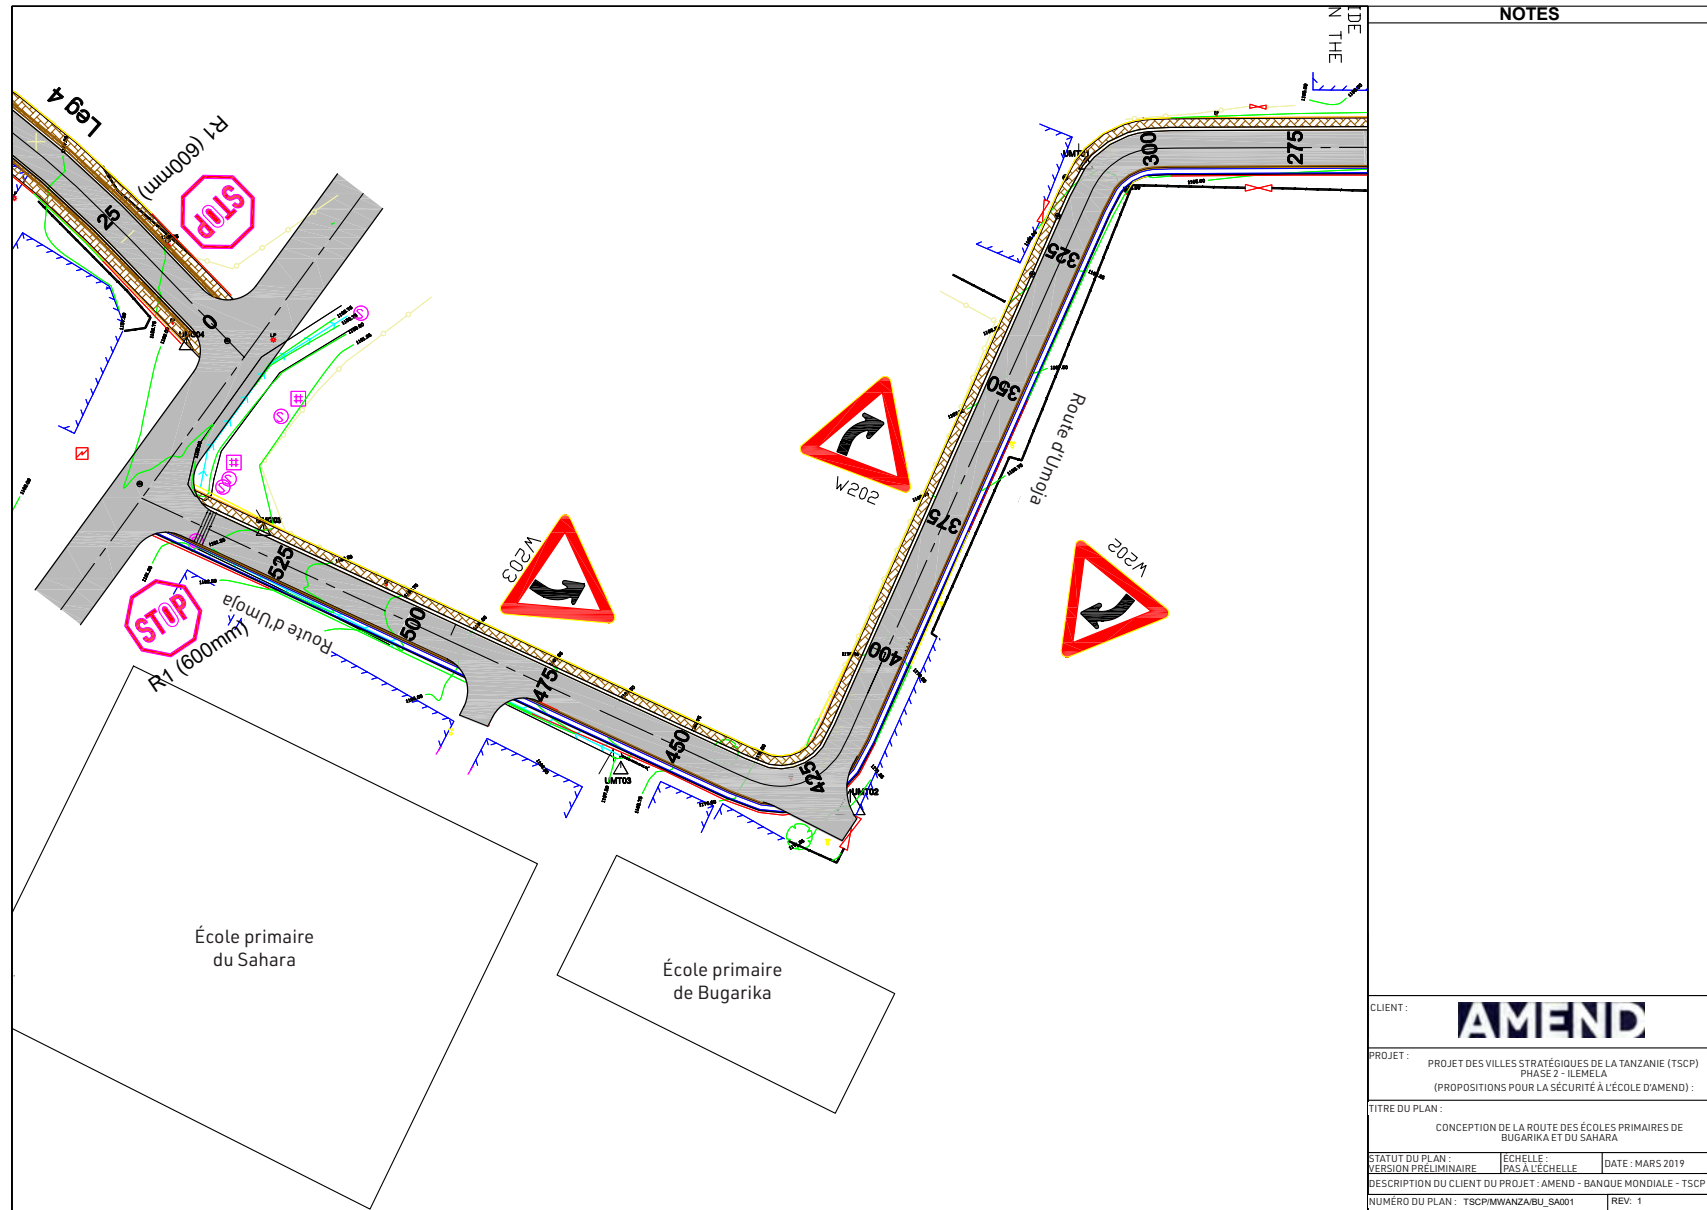 IDE
N THE
NOTES
Leg 4
R1 (600mm)
STOP
25
0
UMT01
300
275
325
350
375
400
425
450
475
500
525
Route d'Umoja
W202
W203
W202
STOP
R1 (600mm)
Route d'Umoja
UMT03
UMT02
École primaire
du Sahara
École primaire
de Bugarika
CLIENT :
AMEND
PROJET :
PROJET DES VILLES STRATÉGIQUES DE LA TANZANIE (TSCP)
PHASE 2 - ILEMELA
(PROPOSITIONS POUR LA SÉCURITÉ À L'ÉCOLE D'AMEND) :
TITRE DU PLAN :
CONCEPTION DE LA ROUTE DES ÉCOLES PRIMAIRES DE
BUGARIKA ET DU SAHARA
STATUT DU PLAN :
VERSION PRÉLIMINAIRE
ÉCHELLE :
PAS À L'ÉCHELLE
DATE : MARS 2019
DESCRIPTION DU CLIENT DU PROJET : AMEND - BANQUE MONDIALE - TSCP
NUMÉRO DU PLAN : TSCP/MWANZA/BU_SA001
REV: 1